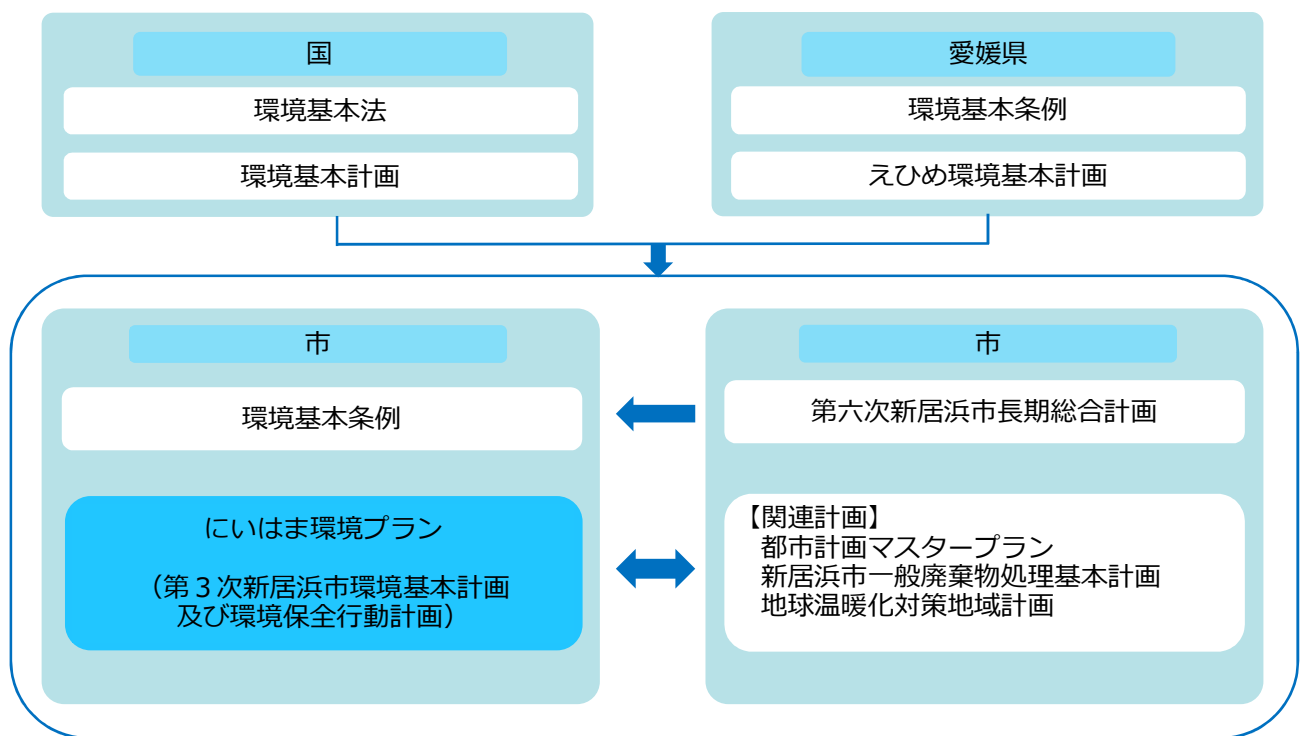 国
環境基本法
環境基本計画
愛媛県
環境基本条例
えひめ環境基本計画
市
環境基本条例
にいはま環境プラン
（第３次新居浜市環境基本計画
及び環境保全行動計画）
市
第六次新居浜市長期総合計画
【関連計画】
都市計画マスタープラン
新居浜市一般廃棄物処理基本計画
地球温暖化対策地域計画